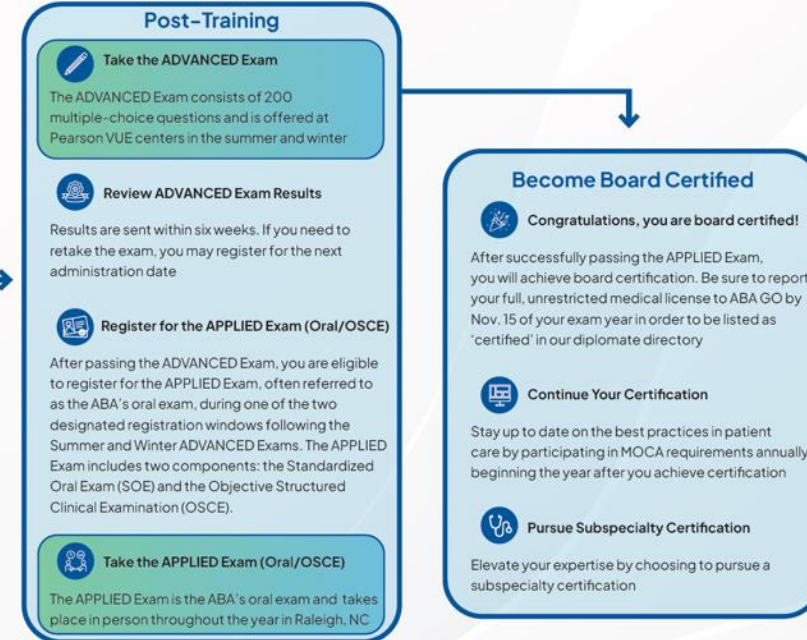 Post-Training
Take the ADVANCED Exam
The ADVANCED Exam consists of 200
multiple-choice questions and is offered at
Pearson VUE centers in the summer and winter
Review ADVANCED Exam Results
Results are sent within six weeks. If you need to
retake the exam, you may register for the next
administration date
Register for the APPLIED Exam (Oral/OSCE)
After passing the ADVANCED Exam, you are eligible
to register for the APPLIED Exam, often referred to
as the ABA's oral exam, during one of the two
designated registration windows following the
Summer and Winter ADVANCED Exams. The APPLIED
Exam includes two components: the Standardized
Oral Exam (SOE) and the Objective Structured
Clinical Examination (OSCE).
Take the APPLIED Exam (Oral/OSCE)
The APPLIED Exam is the ABA's oral exam and takes
place in person throughout the year in Raleigh, NC
Become Board Certified
Congratulations, you are board certified!
After successfully passing the APPLIED Exam,
you will achieve board certification. Be sure to report
your full, unrestricted medical license to ABA GO by
Nov. 15 of your exam year in order to be listed as
'certified' in our diplomate directory
Continue Your Certification
Stay up to date on the best practices in patient
care by participating in MOCA requirements annually
beginning the year after you achieve certification
Pursue Subspecialty Certification
Elevate your expertise by choosing to pursue a
subspecialty certification